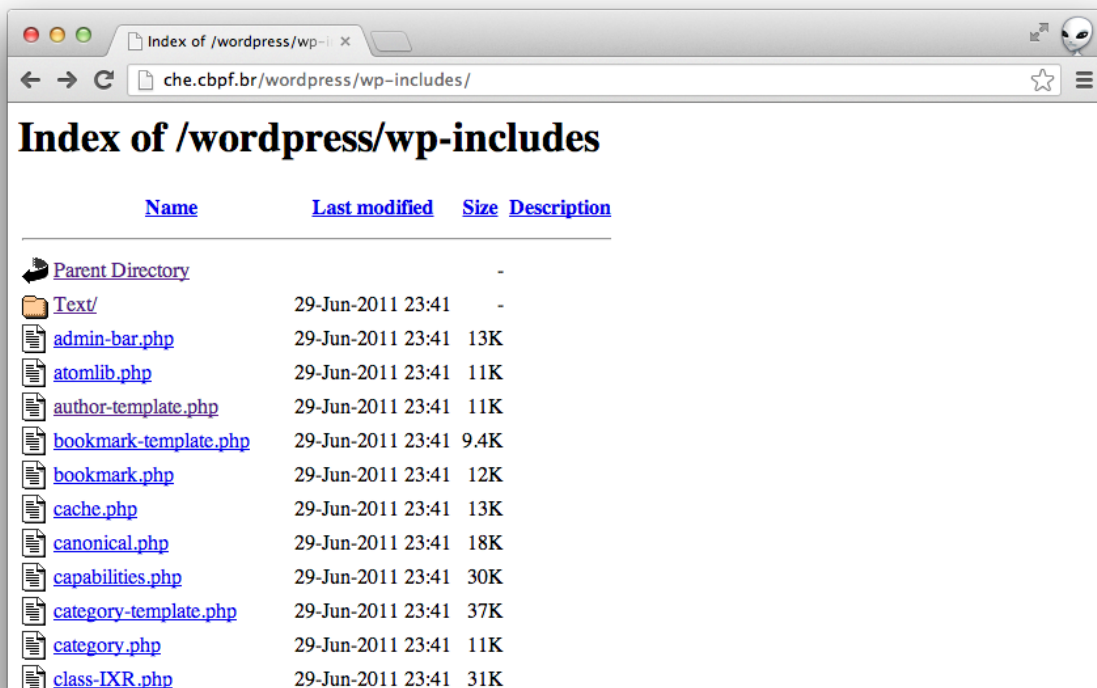 Index of /wordpress/wp-i
che.cbpf.br/wordpress/wp-includes/
Index of /wordpress/wp-includes
Name Last modified Size Description
Parent Directory -
Text/ 29-Jun-2011 23:41 -
admin-bar.php 29-Jun-2011 23:41 13K
atomlib.php 29-Jun-2011 23:41 11K
author-template.php 29-Jun-2011 23:41 11K
bookmark-template.php 29-Jun-2011 23:41 9.4K
bookmark.php 29-Jun-2011 23:41 12K
cache.php 29-Jun-2011 23:41 13K
canonical.php 29-Jun-2011 23:41 18K
capabilities.php 29-Jun-2011 23:41 30K
category-template.php 29-Jun-2011 23:41 37K
category.php 29-Jun-2011 23:41 11K
class-IXR.php 29-Jun-2011 23:41 31K